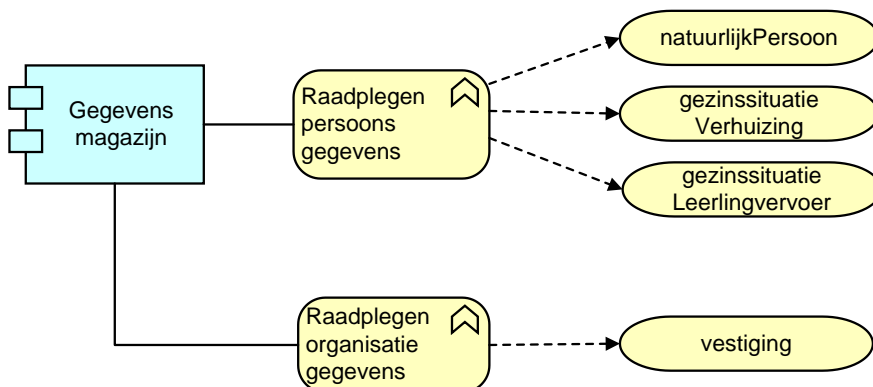 natuurlijkPersoon
Gegevens
magazijn
Raadplegen
persoons
gegevens
gezinssituatie
Verhuizing
gezinssituatie
Leerlingvervoer
Raadplegen
organisatie
gegevens
vestiging